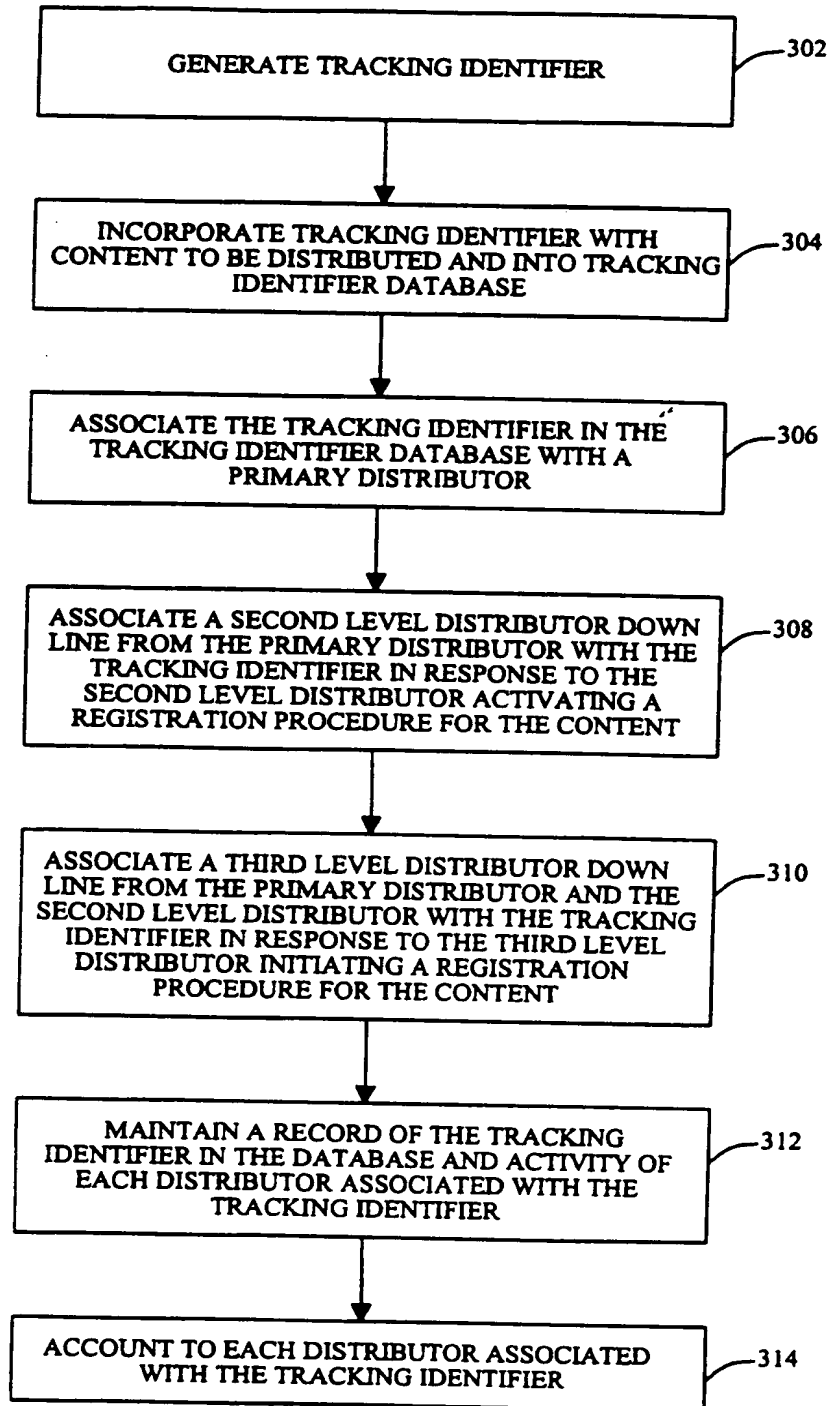 GENERATE TRACKING IDENTIFIER
302
INCORPORATE TRACKING IDENTIFIER WITH
CONTENT TO BE DISTRIBUTED AND INTO TRACKING
IDENTIFIER DATABASE
304
ASSOCIATE THE TRACKING IDENTIFIER IN THE
TRACKING IDENTIFIER DATABASE WITH A
PRIMARY DISTRIBUTOR
306
ASSOCIATE A SECOND LEVEL DISTRIBUTOR DOWN
LINE FROM THE PRIMARY DISTRIBUTOR WITH THE
TRACKING IDENTIFIER IN RESPONSE TO THE
SECOND LEVEL DISTRIBUTOR ACTIVATING A
REGISTRATION PROCEDURE FOR THE CONTENT
308
ASSOCIATE A THIRD LEVEL DISTRIBUTOR DOWN
LINE FROM THE PRIMARY DISTRIBUTOR AND THE
SECOND LEVEL DISTRIBUTOR WITH THE TRACKING
IDENTIFIER IN RESPONSE TO THE THIRD LEVEL
DISTRIBUTOR INITIATING A REGISTRATION
PROCEDURE FOR THE CONTENT
310
MAINTAIN A RECORD OF THE TRACKING
IDENTIFIER IN THE DATABASE AND ACTIVITY OF
EACH DISTRIBUTOR ASSOCIATED WITH THE
TRACKING IDENTIFIER
312
ACCOUNT TO EACH DISTRIBUTOR ASSOCIATED
WITH THE TRACKING IDENTIFIER
314